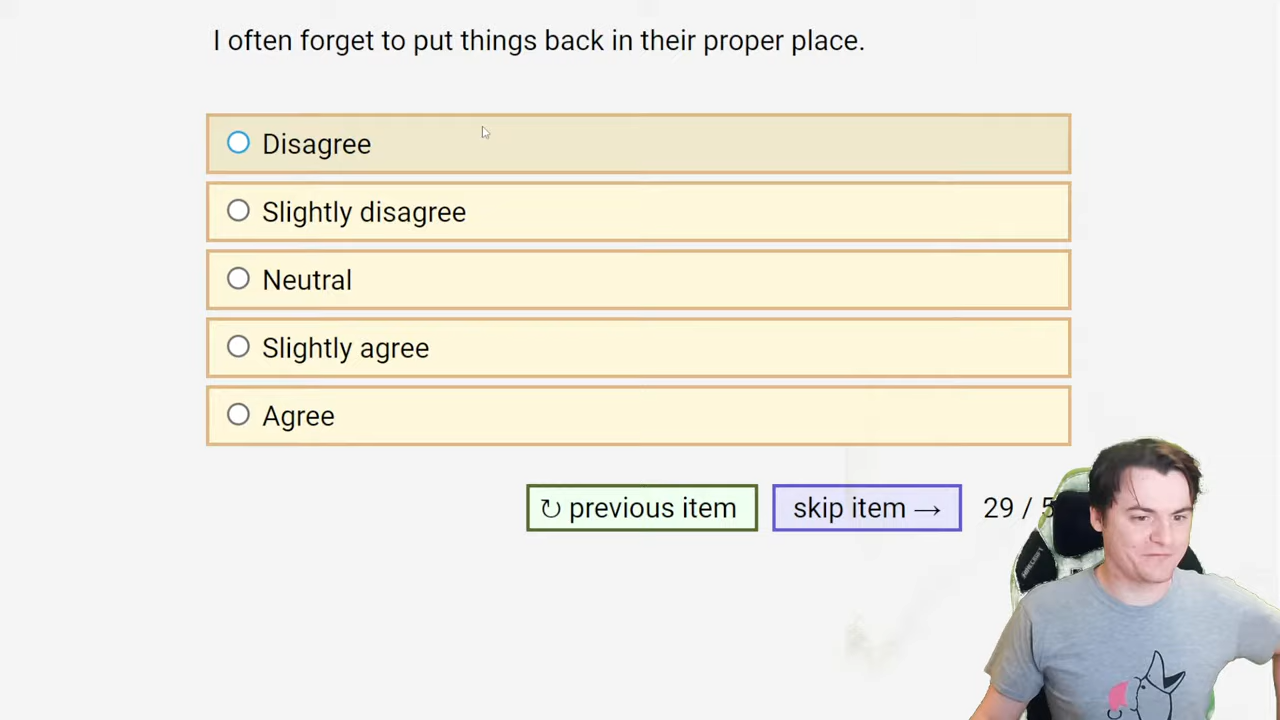 I often forget to put things back in their proper place.
Disagree
Slightly disagree
Neutral
Slightly agree
Agree
↻ previous item
skip item →
29 / 5